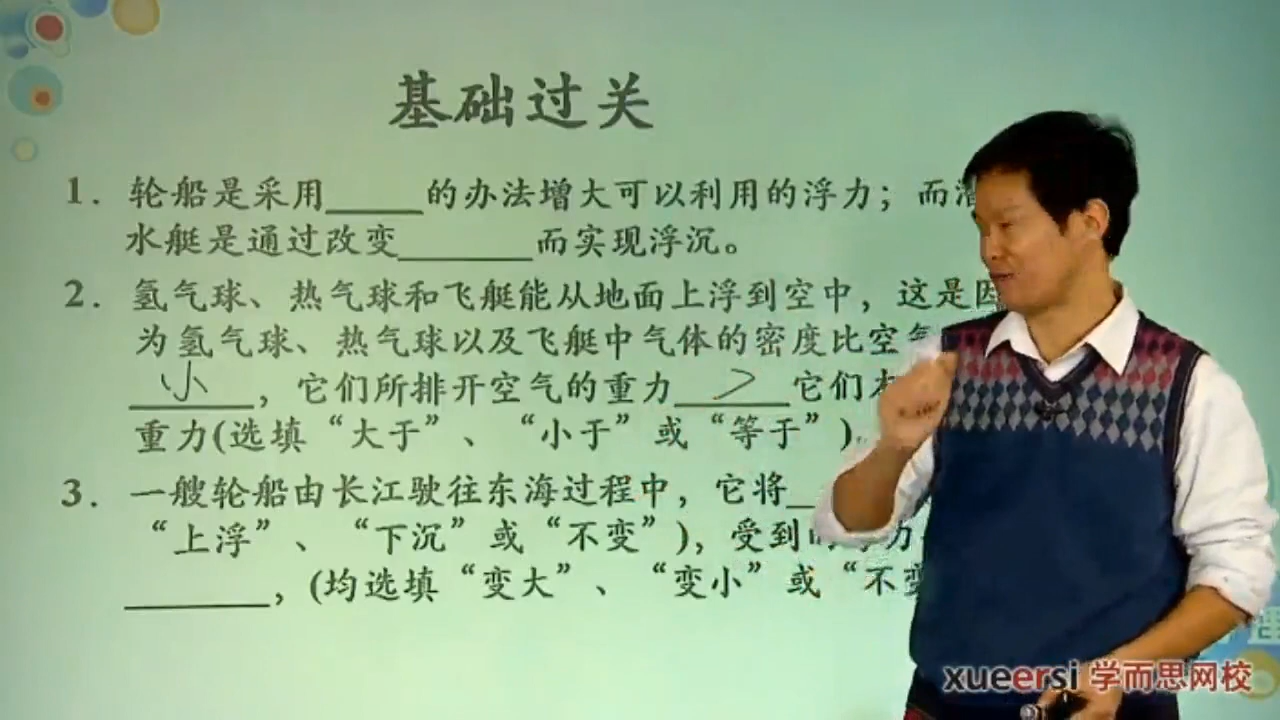 基础过关
1. 轮船是采用_____的办法增大可以利用的浮力；而潜
水艇是通过改变_______而实现浮沉。
2. 氢气球、热气球和飞艇能从地面上浮到空中，这是因
为氢气球、热气球以及飞艇中气体的密度比空气
小，它们所排开空气的重力 > 它们
重力(选填“大于”、“小于”或“等于”)。
3. 一艘轮船由长江驶往东海过程中，它将_
“上浮”、“下沉”或“不变”)，受到
_______，(均选填“变大”、“变小”或“不变
xueersi 学而思网校